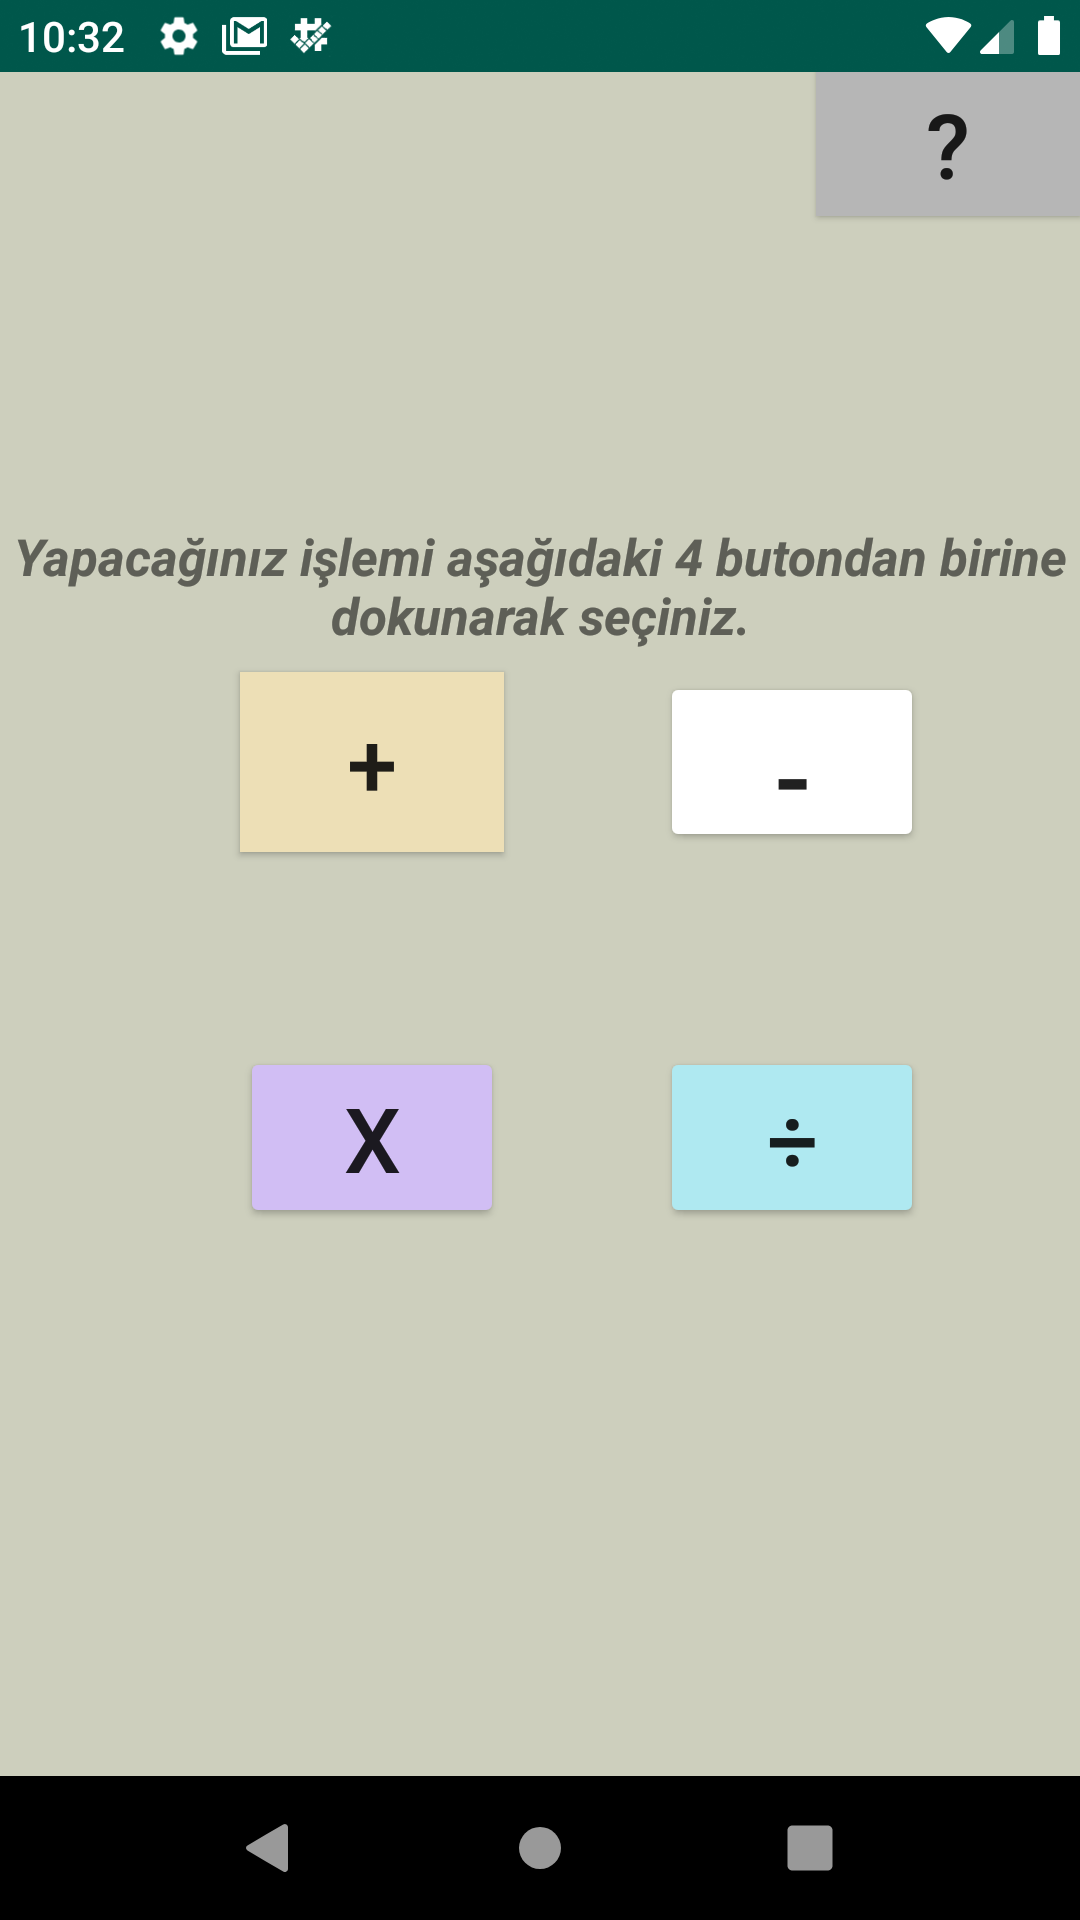 10:32
?
Yapacağınız işlemi aşağıdaki 4 butondan birine
dokunarak seçiniz.
+ -
X ÷